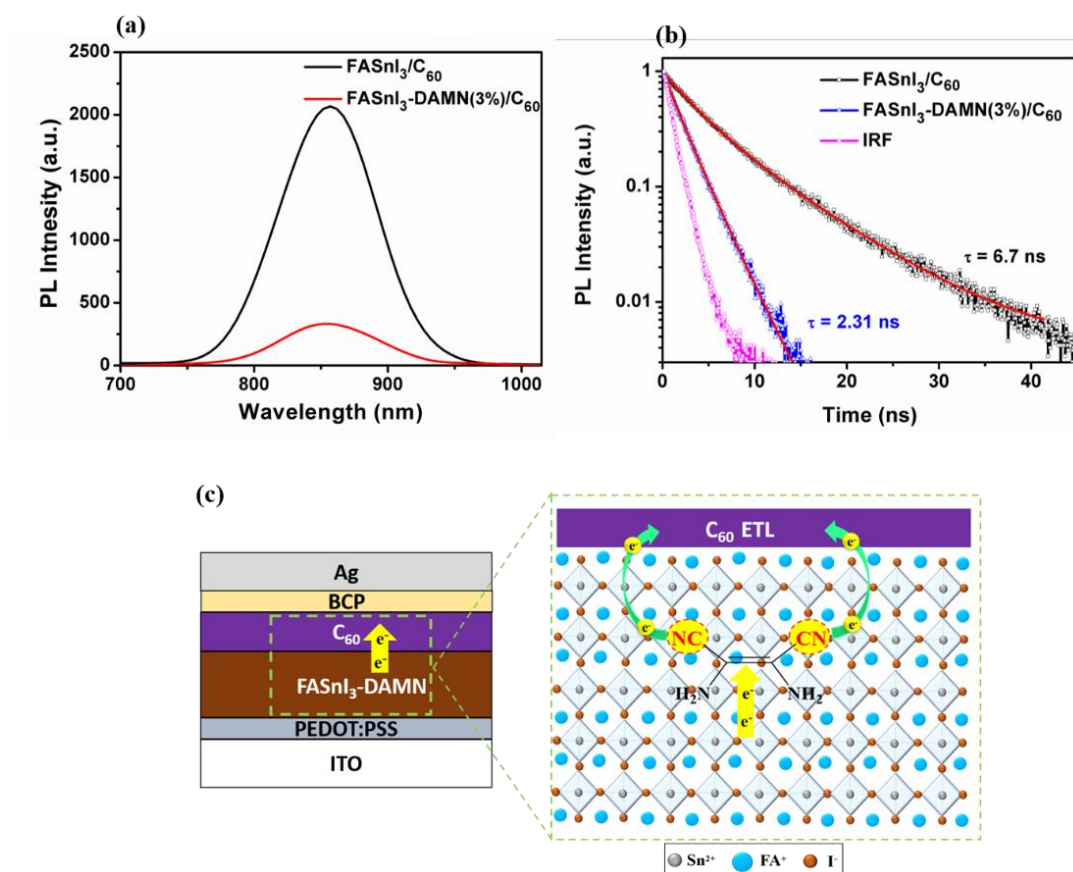 (a)
2500
2000
1500
1000
500
0
700
800
900
1000
PL Intnesity (a.u.)
Wavelength (nm)
FASnI₃/C₆₀
FASnI₃-DAMN(3%)/C₆₀
(b)
1
0.1
0.01
0
10
20
30
40
PL Intensity (a.u.)
Time (ns)
FASnI₃/C₆₀
FASnI₃-DAMN(3%)/C₆₀
IRF
τ = 6.7 ns
τ = 2.31 ns
(c)
Ag
BCP
C₆₀
e⁻
e⁻
FASnI₃-DAMN
PEDOT:PSS
ITO
C₆₀ ETL
e⁻
e⁻
e⁻
e⁻
NC
CN
H₂N
NH₂
e⁻
e⁻
Sn²⁺
FA⁺
I⁻